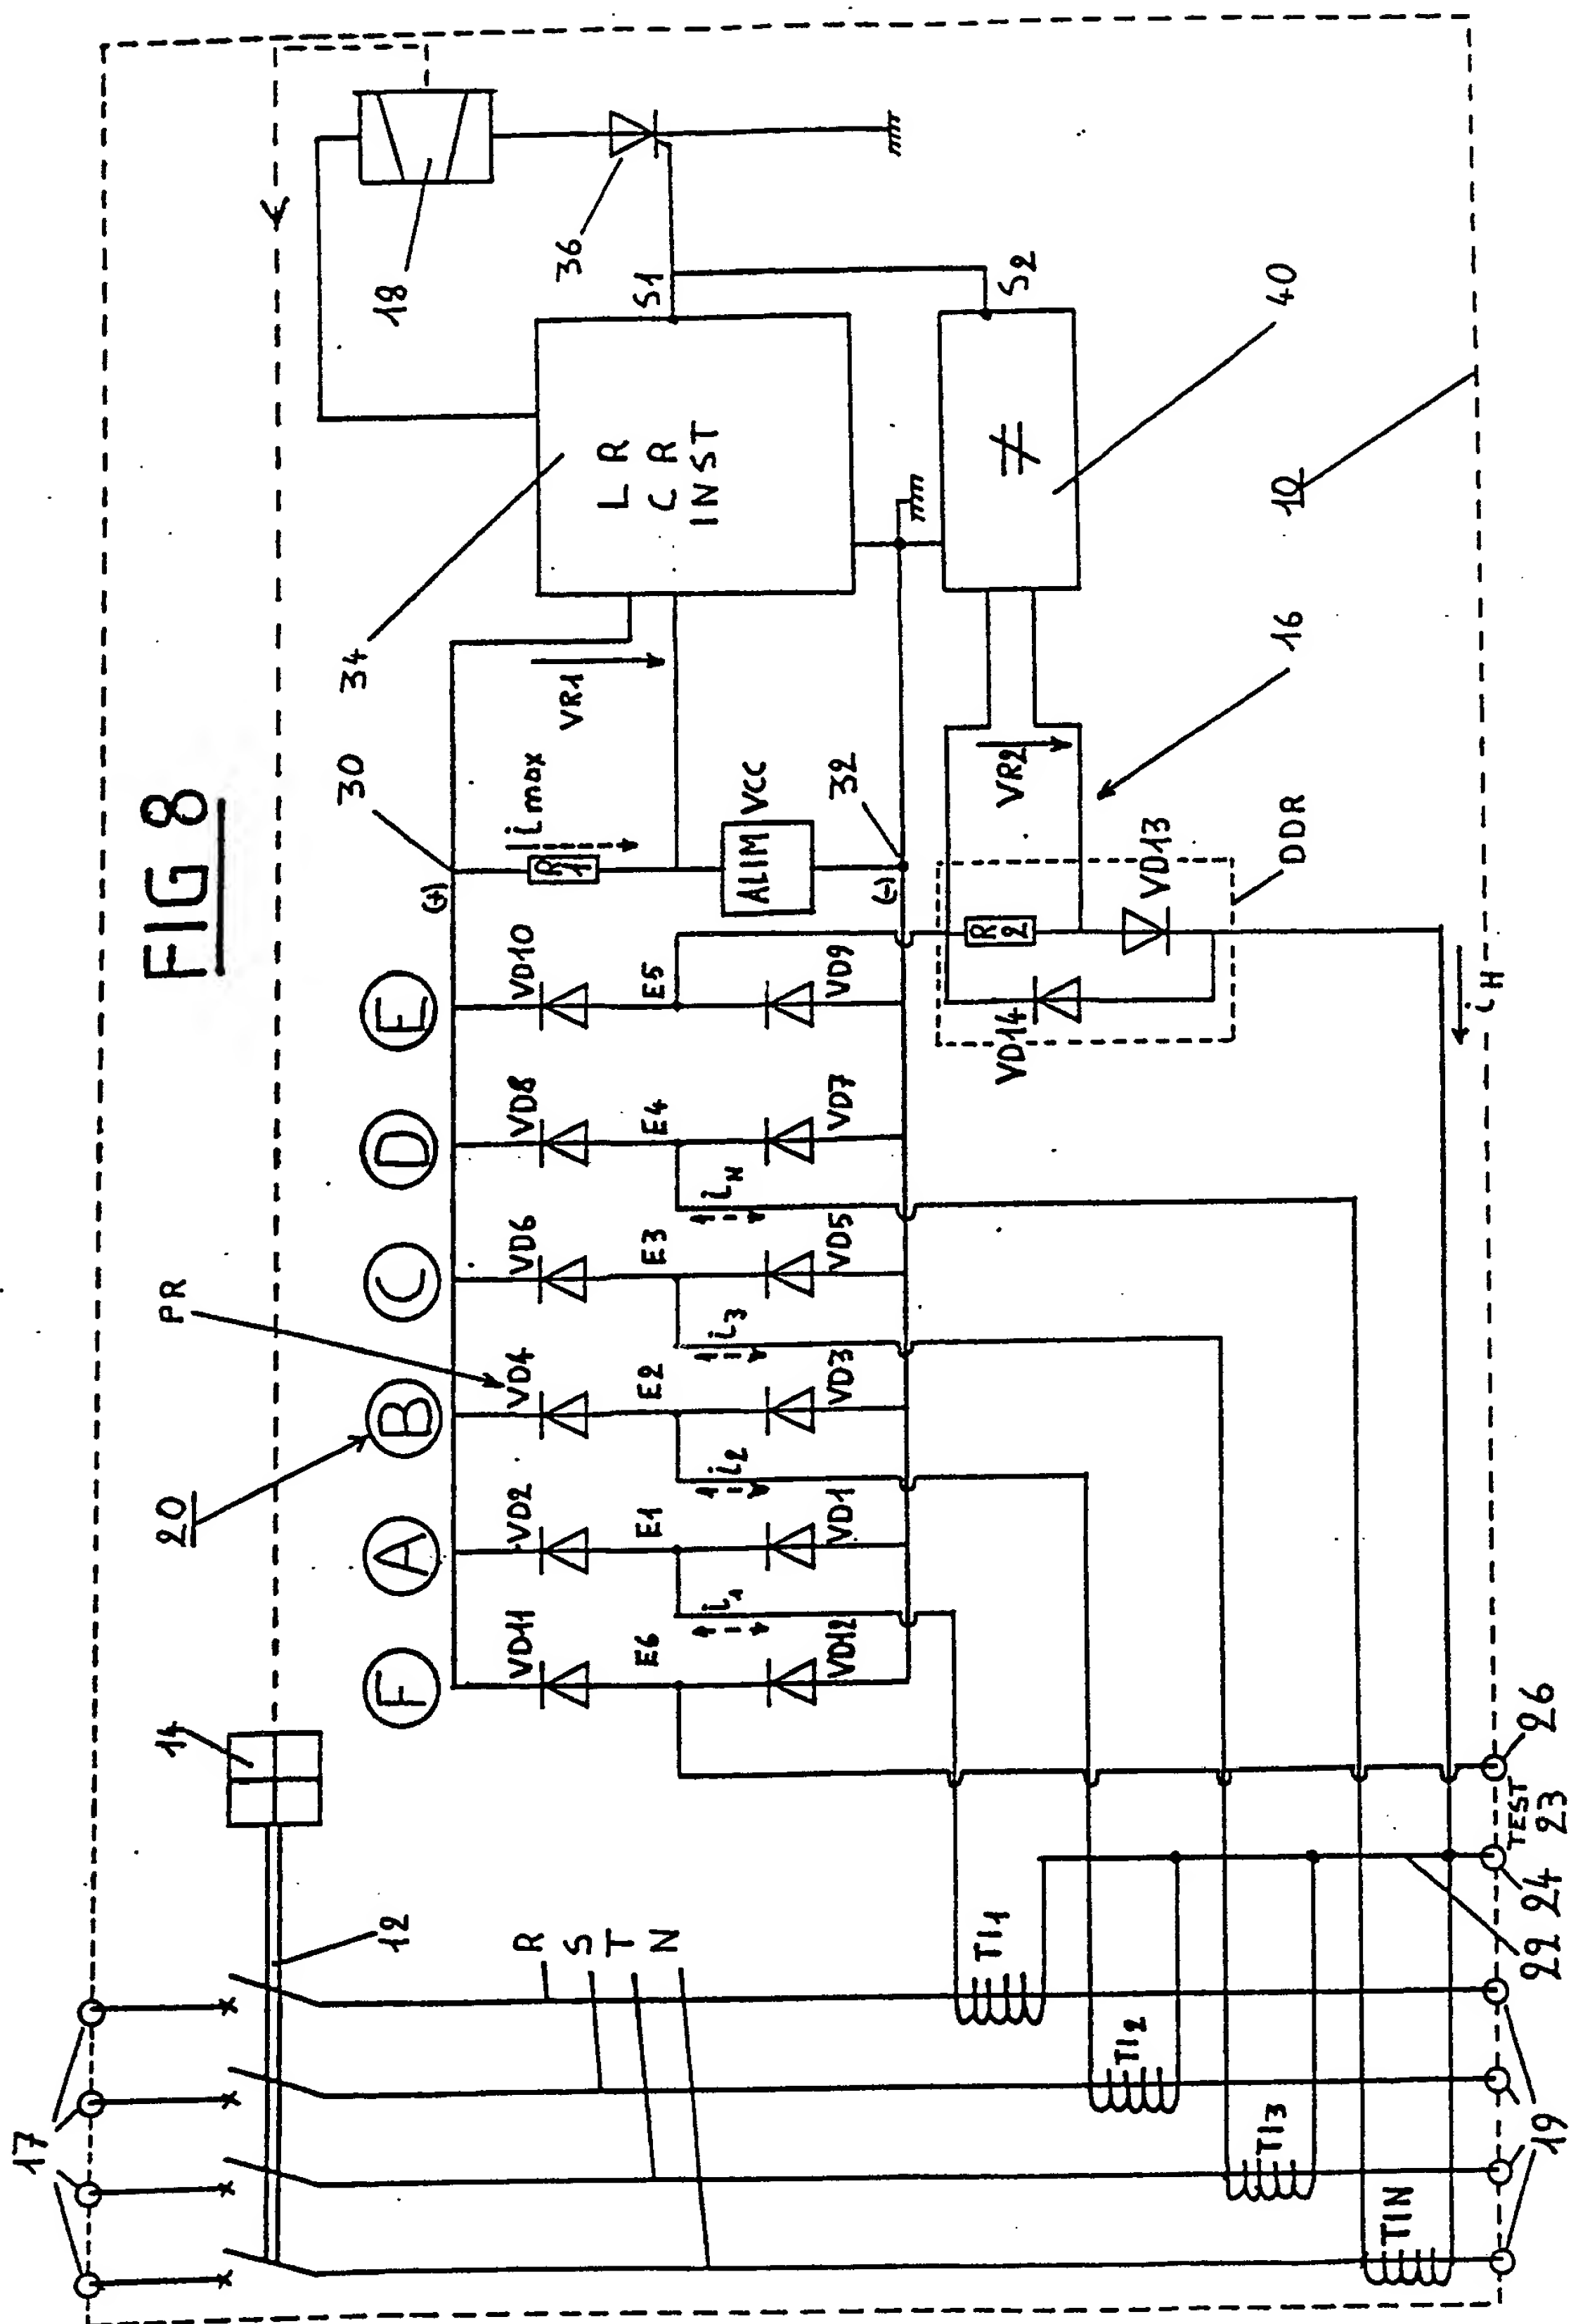 FIG 8
17
14
12
R
S
T
N
20
PR
F
A
B
C
D
E
VD11
VD2
VD4
VD6
VD8
VD10
E6
E1
E2
E3
E4
E5
i1
i2
i3
iN
VD12
VD1
VD3
VD5
VD7
VD9
(+)
(-)
30
32
imax
R1
ALIM
VCC
VR1
34
L R
C R
INST
S1
S2
36
18
≠
40
10
16
VR2
R2
VD13
VD14
DDR
iH
TI1
TI2
TI3
TIN
22
24
TEST
23
26
19